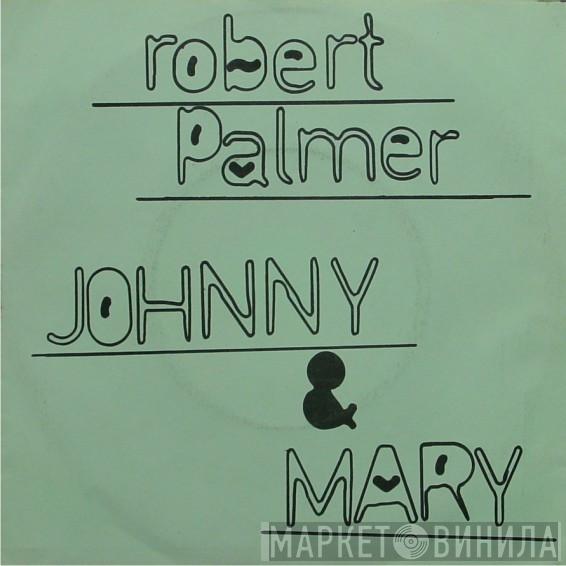 robert
Palmer
JOHNNY
&
MARY
МАРКЕТ ВИНИЛА